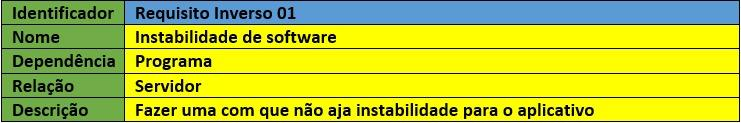 Identificador Requisito Inverso 01
Nome Instabilidade de software
Dependência Programa
Relação Servidor
Descrição Fazer uma com que não aja instabilidade para o aplicativo